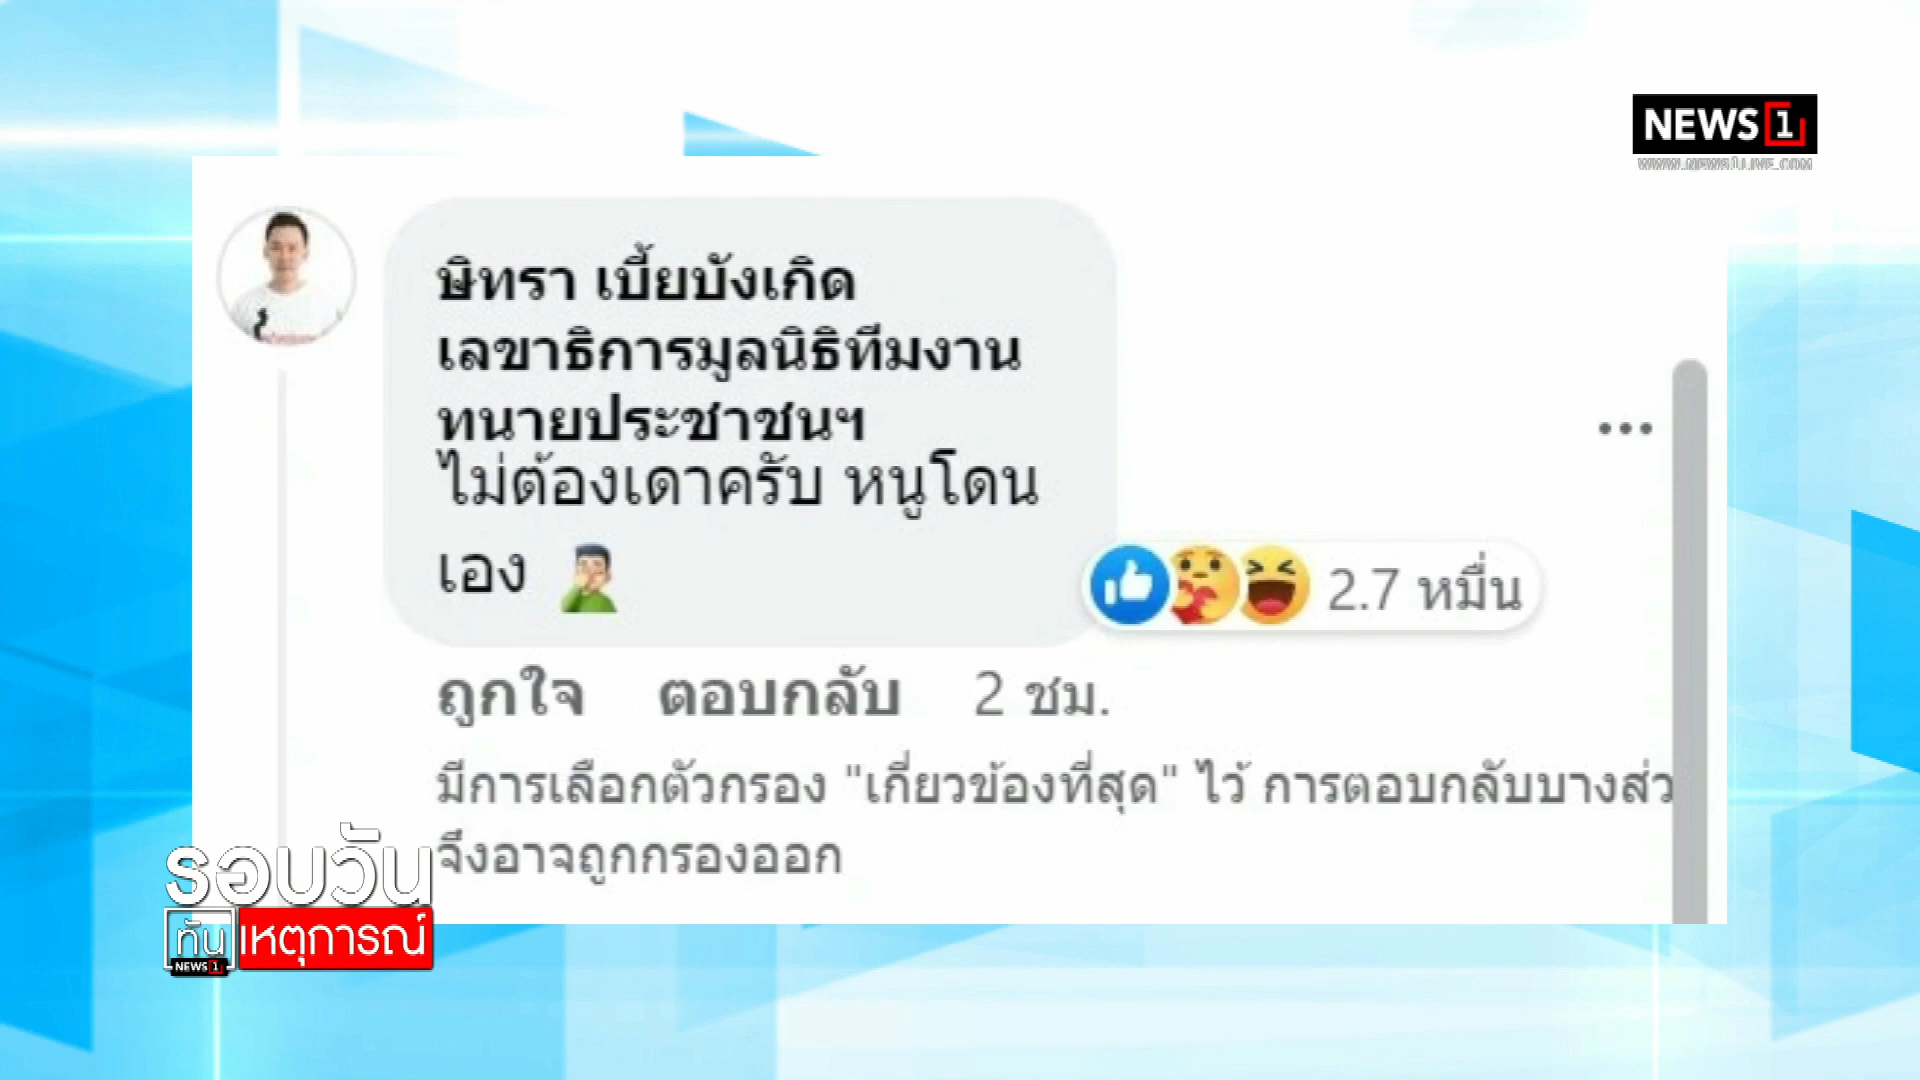 NEWS 1
WWW.NEWS1LIVE.COM
ษิทรา เบี้ยบังเกิด
เลขาธิการมูลนิธิทีมงาน
ทนายประชาชนฯ
ไม่ต้องเดาครับ หนูโดน
เอง
2.7 หมื่น
ถูกใจ ตอบกลับ 2 ชม.
มีการเลือกตัวกรอง "เกี่ยวข้องที่สุด" ไว้ การตอบกลับบางส่ว
จึงอาจถูกกรองออก
รอบวัน
ทัน เหตุการณ์
NEWS 1